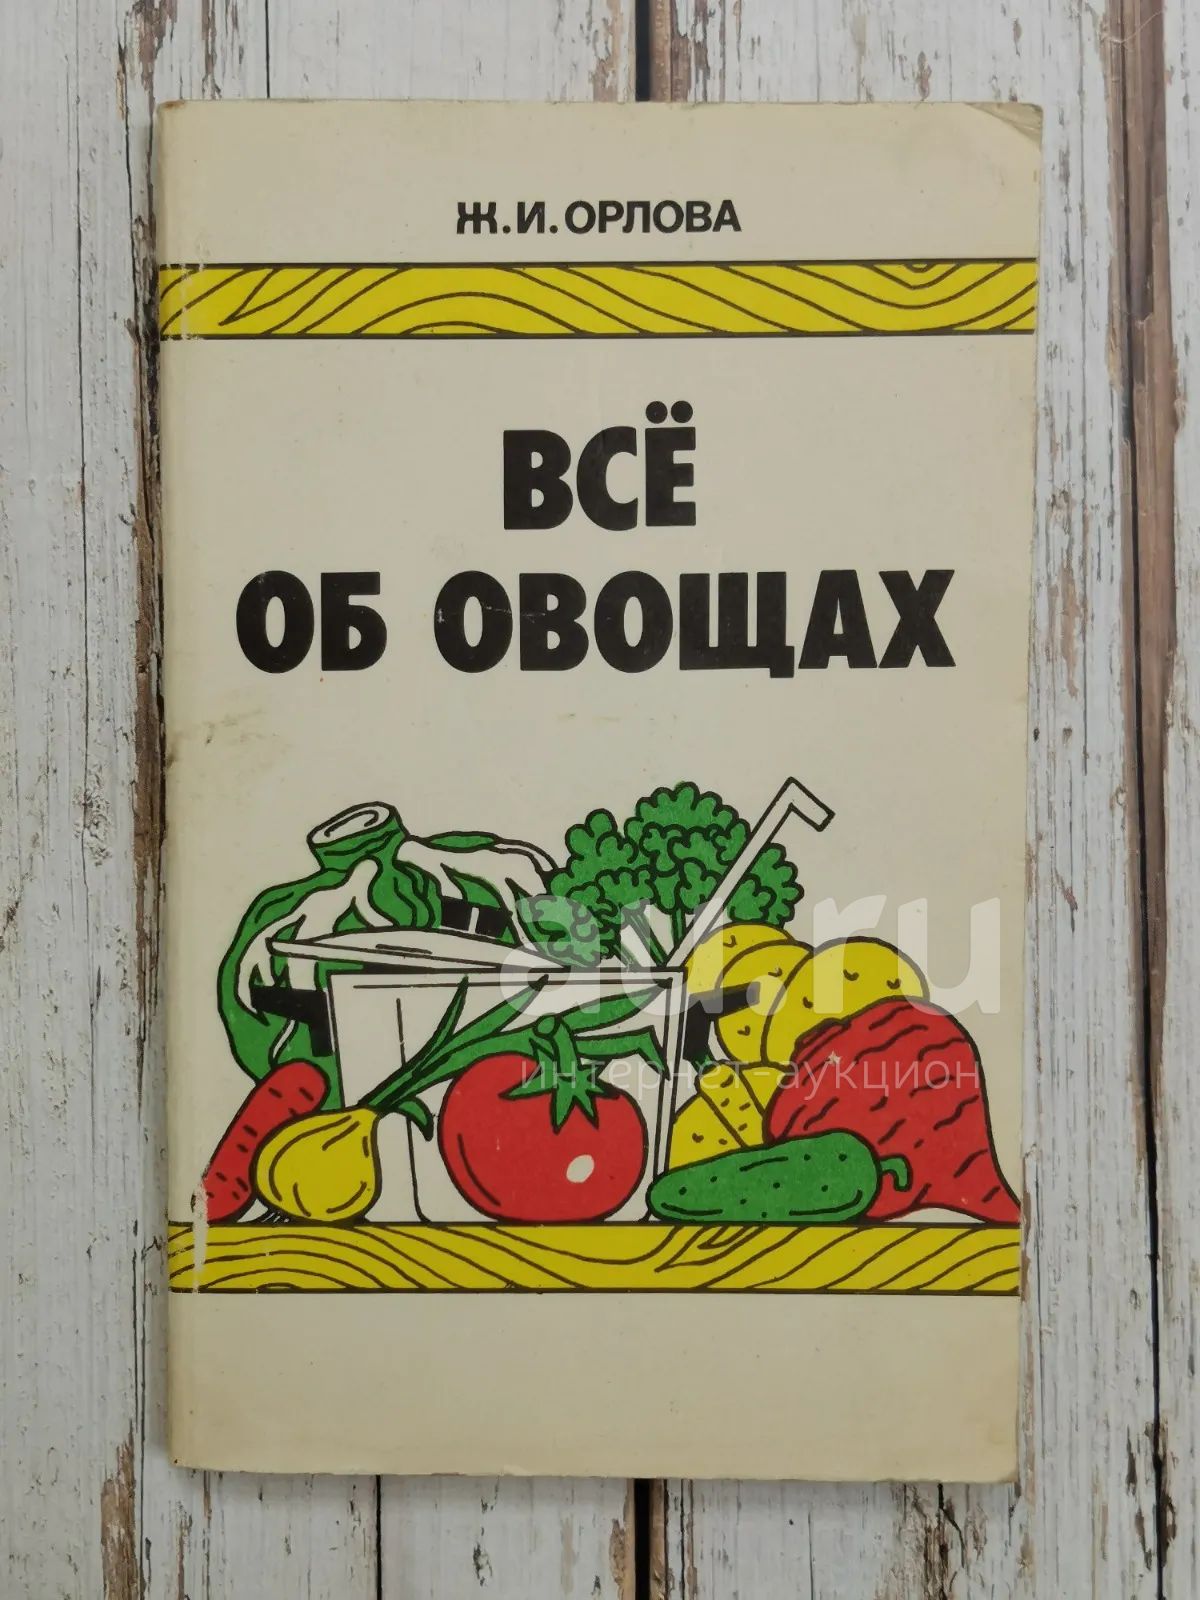 Ж.И.ОРЛОВА
ВСЁ
ОБ ОВОЩАХ
au.ru
интернет-аукцион